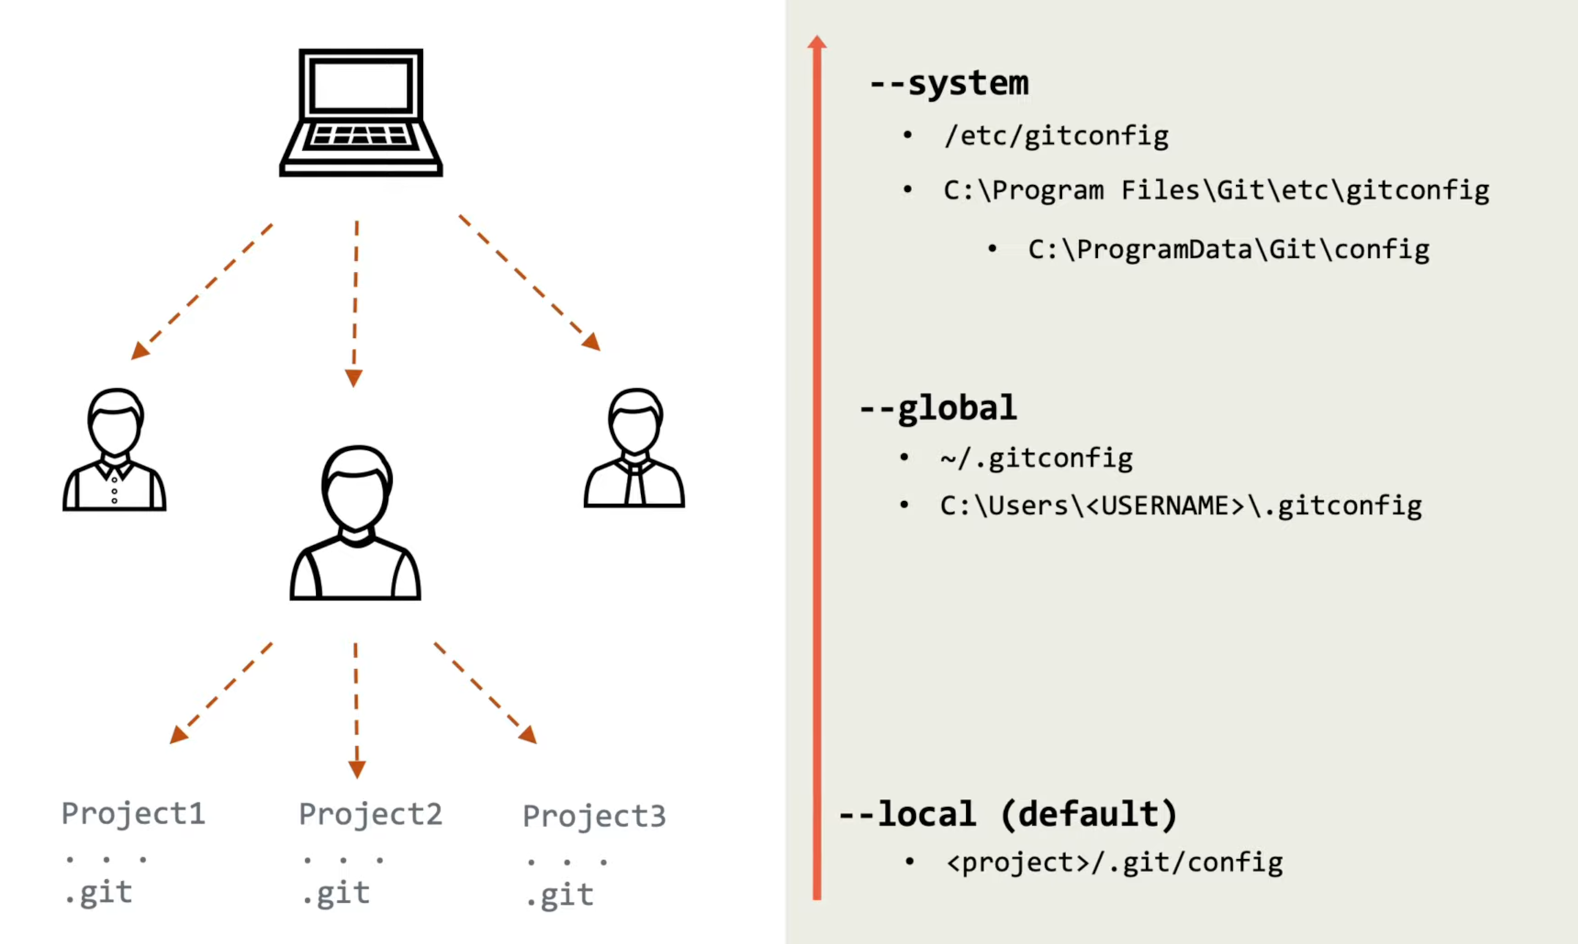 --system
• /etc/gitconfig
• C:\Program Files\Git\etc\gitconfig
• C:\ProgramData\Git\config
--global
• ~/.gitconfig
• C:\Users\<USERNAME>\.gitconfig
Project1
. . .
.git
Project2
. . .
.git
Project3
. . .
.git
--local (default)
• <project>/.git/config